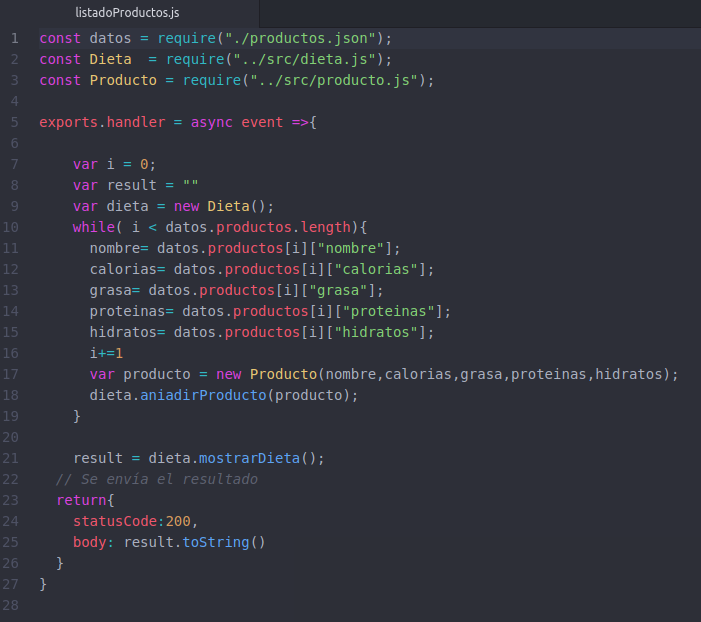 listadoProductos.js
1 const datos = require("./productos.json");
2 const Dieta  = require("../src/dieta.js");
3 const Producto = require("../src/producto.js");
4
5 exports.handler = async event =>{
6
7     var i = 0;
8     var result = ""
9     var dieta = new Dieta();
10     while( i < datos.productos.length){
11       nombre= datos.productos[i]["nombre"];
12       calorias= datos.productos[i]["calorias"];
13       grasa= datos.productos[i]["grasa"];
14       proteinas= datos.productos[i]["proteinas"];
15       hidratos= datos.productos[i]["hidratos"];
16       i+=1
17       var producto = new Producto(nombre,calorias,grasa,proteinas,hidratos);
18       dieta.aniadirProducto(producto);
19     }
20
21     result = dieta.mostrarDieta();
22   // Se envía el resultado
23   return{
24     statusCode:200,
25     body: result.toString()
26   }
27 }
28